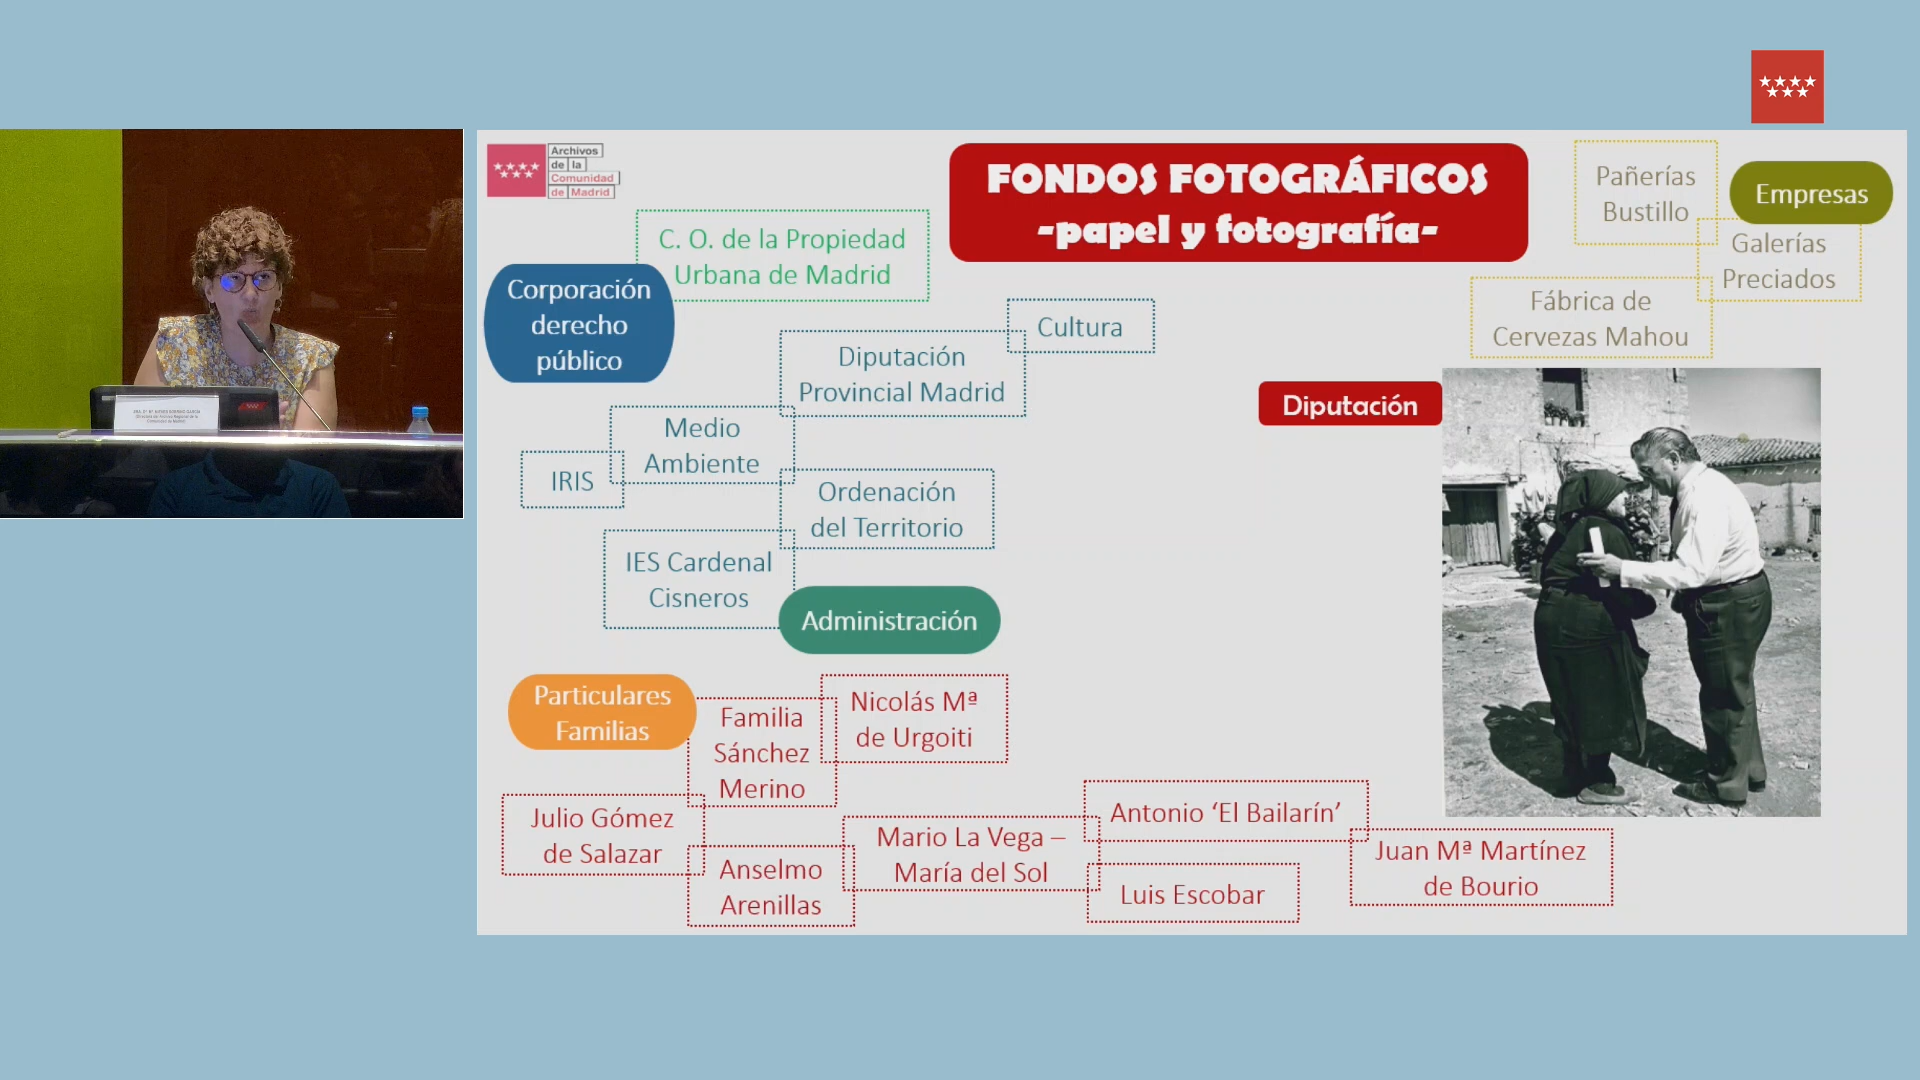 Archivos
de la
Comunidad
de Madrid
FONDOS FOTOGRÁFICOS
-papel y fotografía-
Pañerías
Bustillo
Empresas
Galerías
Preciados
Fábrica de
Cervezas Mahou
C. O. de la Propiedad
Urbana de Madrid
Corporación
derecho
público
Cultura
Diputación
Provincial Madrid
Diputación
Medio
Ambiente
IRIS
Ordenación
del Territorio
IES Cardenal
Cisneros
Administración
Particulares
Familias
Familia
Sánchez
Merino
Nicolás Mª
de Urgoiti
Julio Gómez
de Salazar
Anselmo
Arenillas
Mario La Vega –
María del Sol
Antonio ‘El Bailarín’
Luis Escobar
Juan Mª Martínez
de Bourio